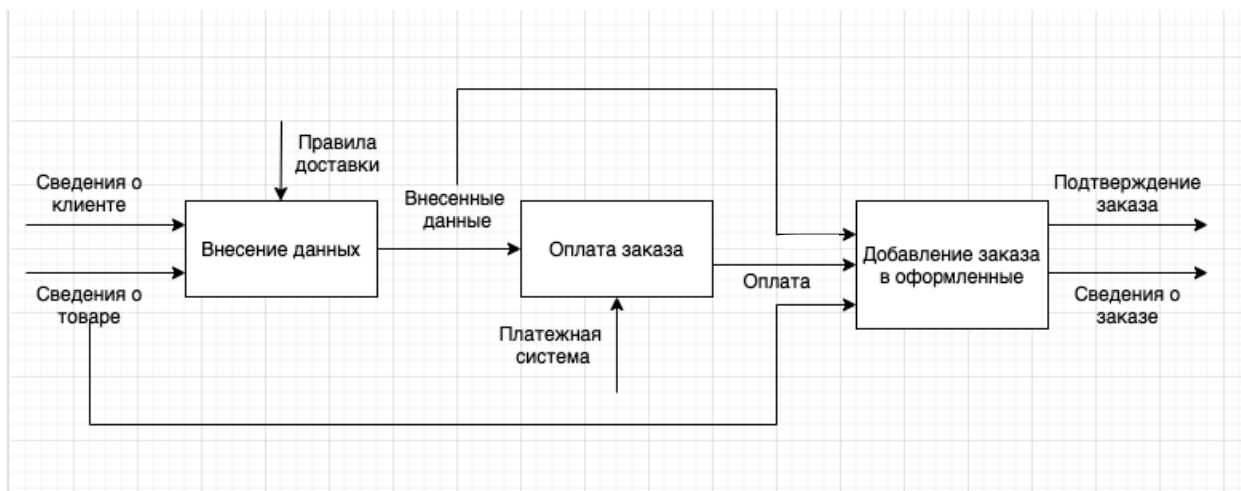 Правила
доставки
Сведения о
клиенте
Внесение данных
Сведения о
товаре
Внесенные
данные
Оплата заказа
Платежная
система
Оплата
Добавление заказа
в оформленные
Подтверждение
заказа
Сведения о
заказе